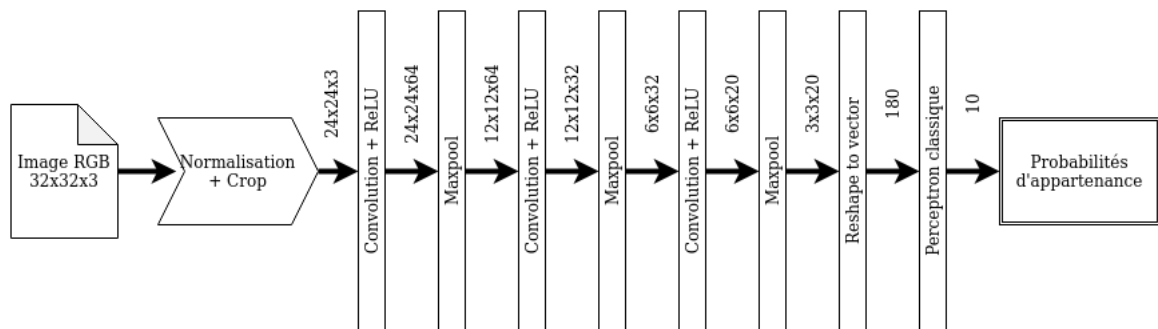 Image RGB
32x32x3
Normalisation
+ Crop
24x24x3
Convolution + ReLU
24x24x64
Maxpool
12x12x64
Convolution + ReLU
12x12x32
Maxpool
6x6x32
Convolution + ReLU
6x6x20
Maxpool
3x3x20
Reshape to vector
180
Perceptron classique
10
Probabilités
d'appartenance